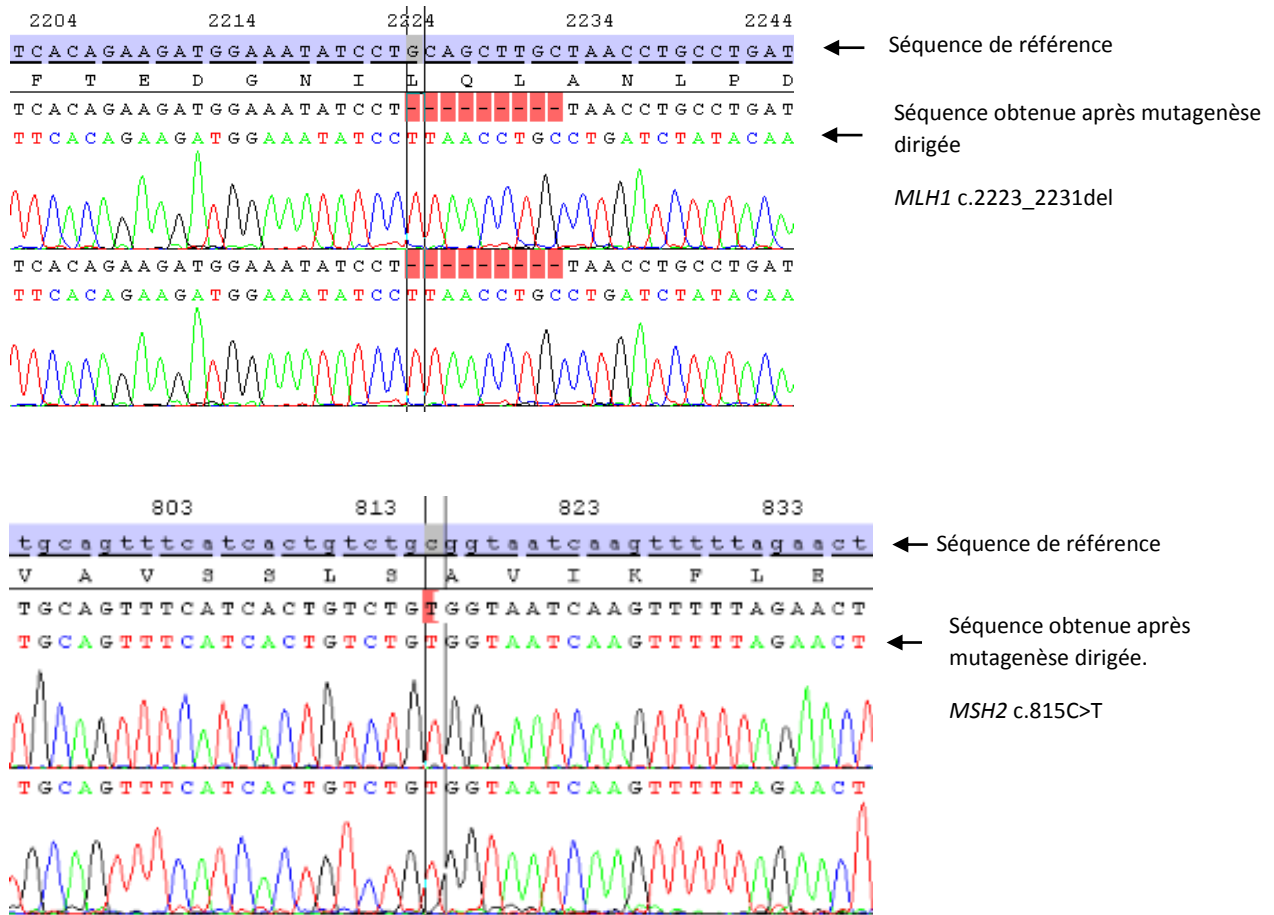 2204 2214 2224 2234 2244
TCACAGAAGATGGAAATATCCTGCAGCTTGCTAACCTGCCTGAT
Séquence de référence
F T E D G N I L Q L A N L P D
TCACAGAAGATGGAAATATCCT---------TAACCTGCCTGAT
Séquence obtenue après mutagenèse
dirigée
TTCACAGAAGATGGAAATATCCTTAACCTGCCTGATCTATACAA
MLH1 c.2223_2231del
TCACAGAAGATGGAAATATCCT---------TAACCTGCCTGAT
TTCACAGAAGATGGAAATATCCTTAACCTGCCTGATCTATACAA
803 813 823 833
tgcagtttcatcactgtctgcggtaatcaagtttttagaact
Séquence de référence
V A V S S L S A V I K F L E
TGCAGTTTCATCACTGTCTGTGGTAATCAAGTTTTTAGAACT
TGCAGTTTCATCACTGTCTGTGGTAATCAAGTTTTTAGAACT
Séquence obtenue après
mutagenèse dirigée.
MSH2 c.815C>T
TGCAGTTTCATCACTGTCTGTGGTAATCAAGTTTTTAGAACT